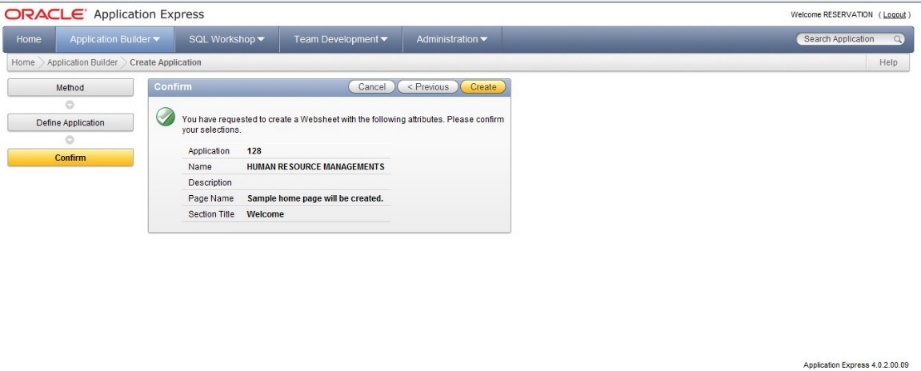 ORACLE Application Express
Welcome RESERVATION ( Logout )
Home Application Builder SQL Workshop Team Development Administration Search Application
Home Application Builder Create Application Help
Method
Define Application
Confirm
Confirm Cancel < Previous Create
You have requested to create a Websheet with the following attributes. Please confirm
your selections.
Application 128
Name HUMAN RESOURCE MANAGEMENTS
Description
Page Name Sample home page will be created.
Section Title Welcome
Application Express 4.0.2.00.09